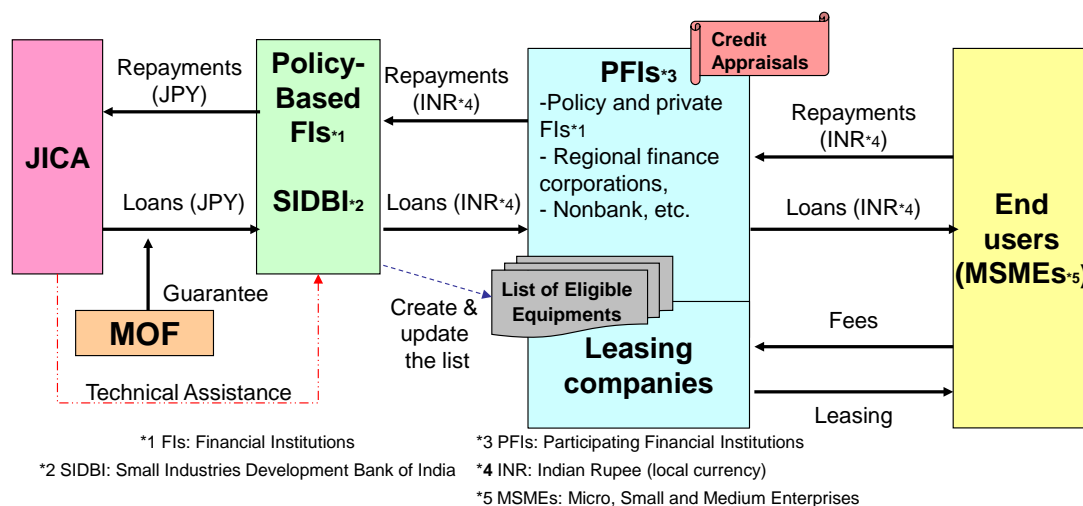 JICA
Repayments
(JPY)
Loans (JPY)
Guarantee
MOF
Technical Assistance
Policy-
Based
FIs*1
SIDBI*2
Repayments
(INR*4)
Loans (INR*4)
Create &
update
the list
Credit
Appraisals
PFIs*3
-Policy and private
FIs*1
- Regional finance
corporations,
- Nonbank, etc.
List of Eligible
Equipments
Leasing
companies
Repayments
(INR*4)
Loans (INR*4)
Fees
Leasing
End
users
(MSMEs*5)
*1 FIs: Financial Institutions
*2 SIDBI: Small Industries Development Bank of India
*3 PFIs: Participating Financial Institutions
*4 INR: Indian Rupee (local currency)
*5 MSMEs: Micro, Small and Medium Enterprises